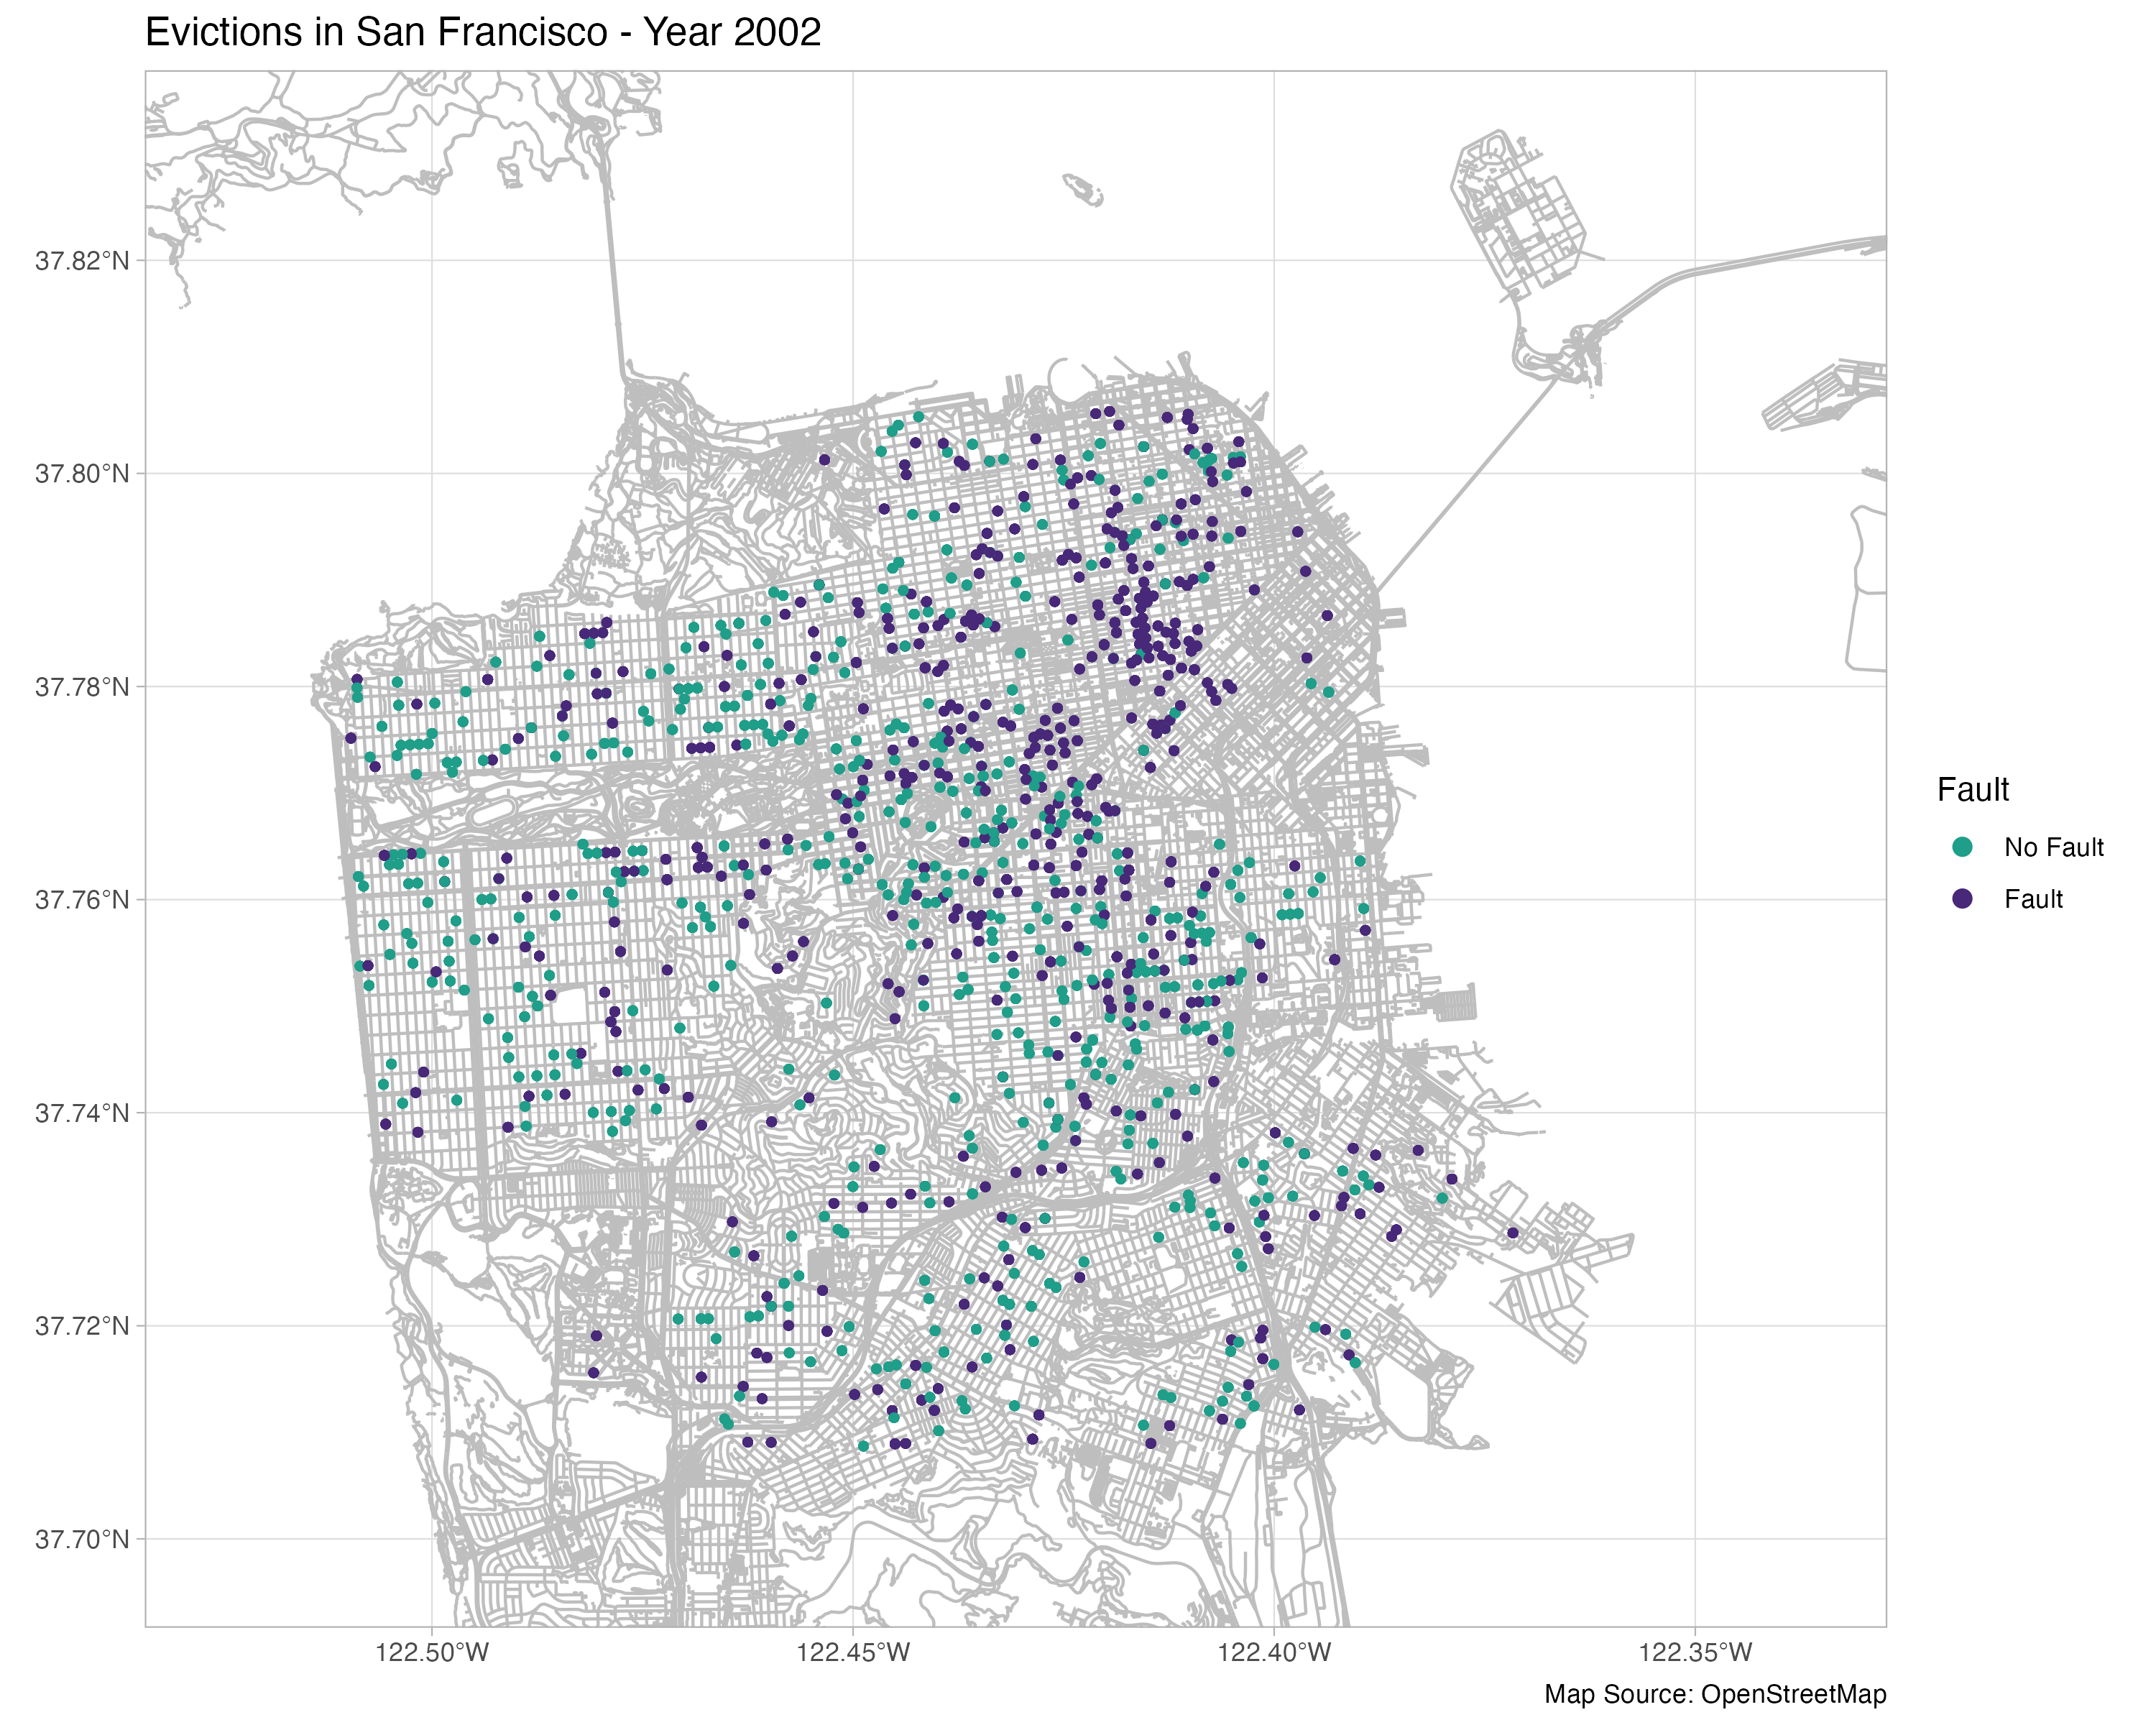 Evictions in San Francisco - Year 2002
37.82°N
37.80°N
37.78°N
37.76°N
37.74°N
37.72°N
37.70°N
122.50°W
122.45°W
122.40°W
122.35°W
Fault
No Fault
Fault
Map Source: OpenStreetMap